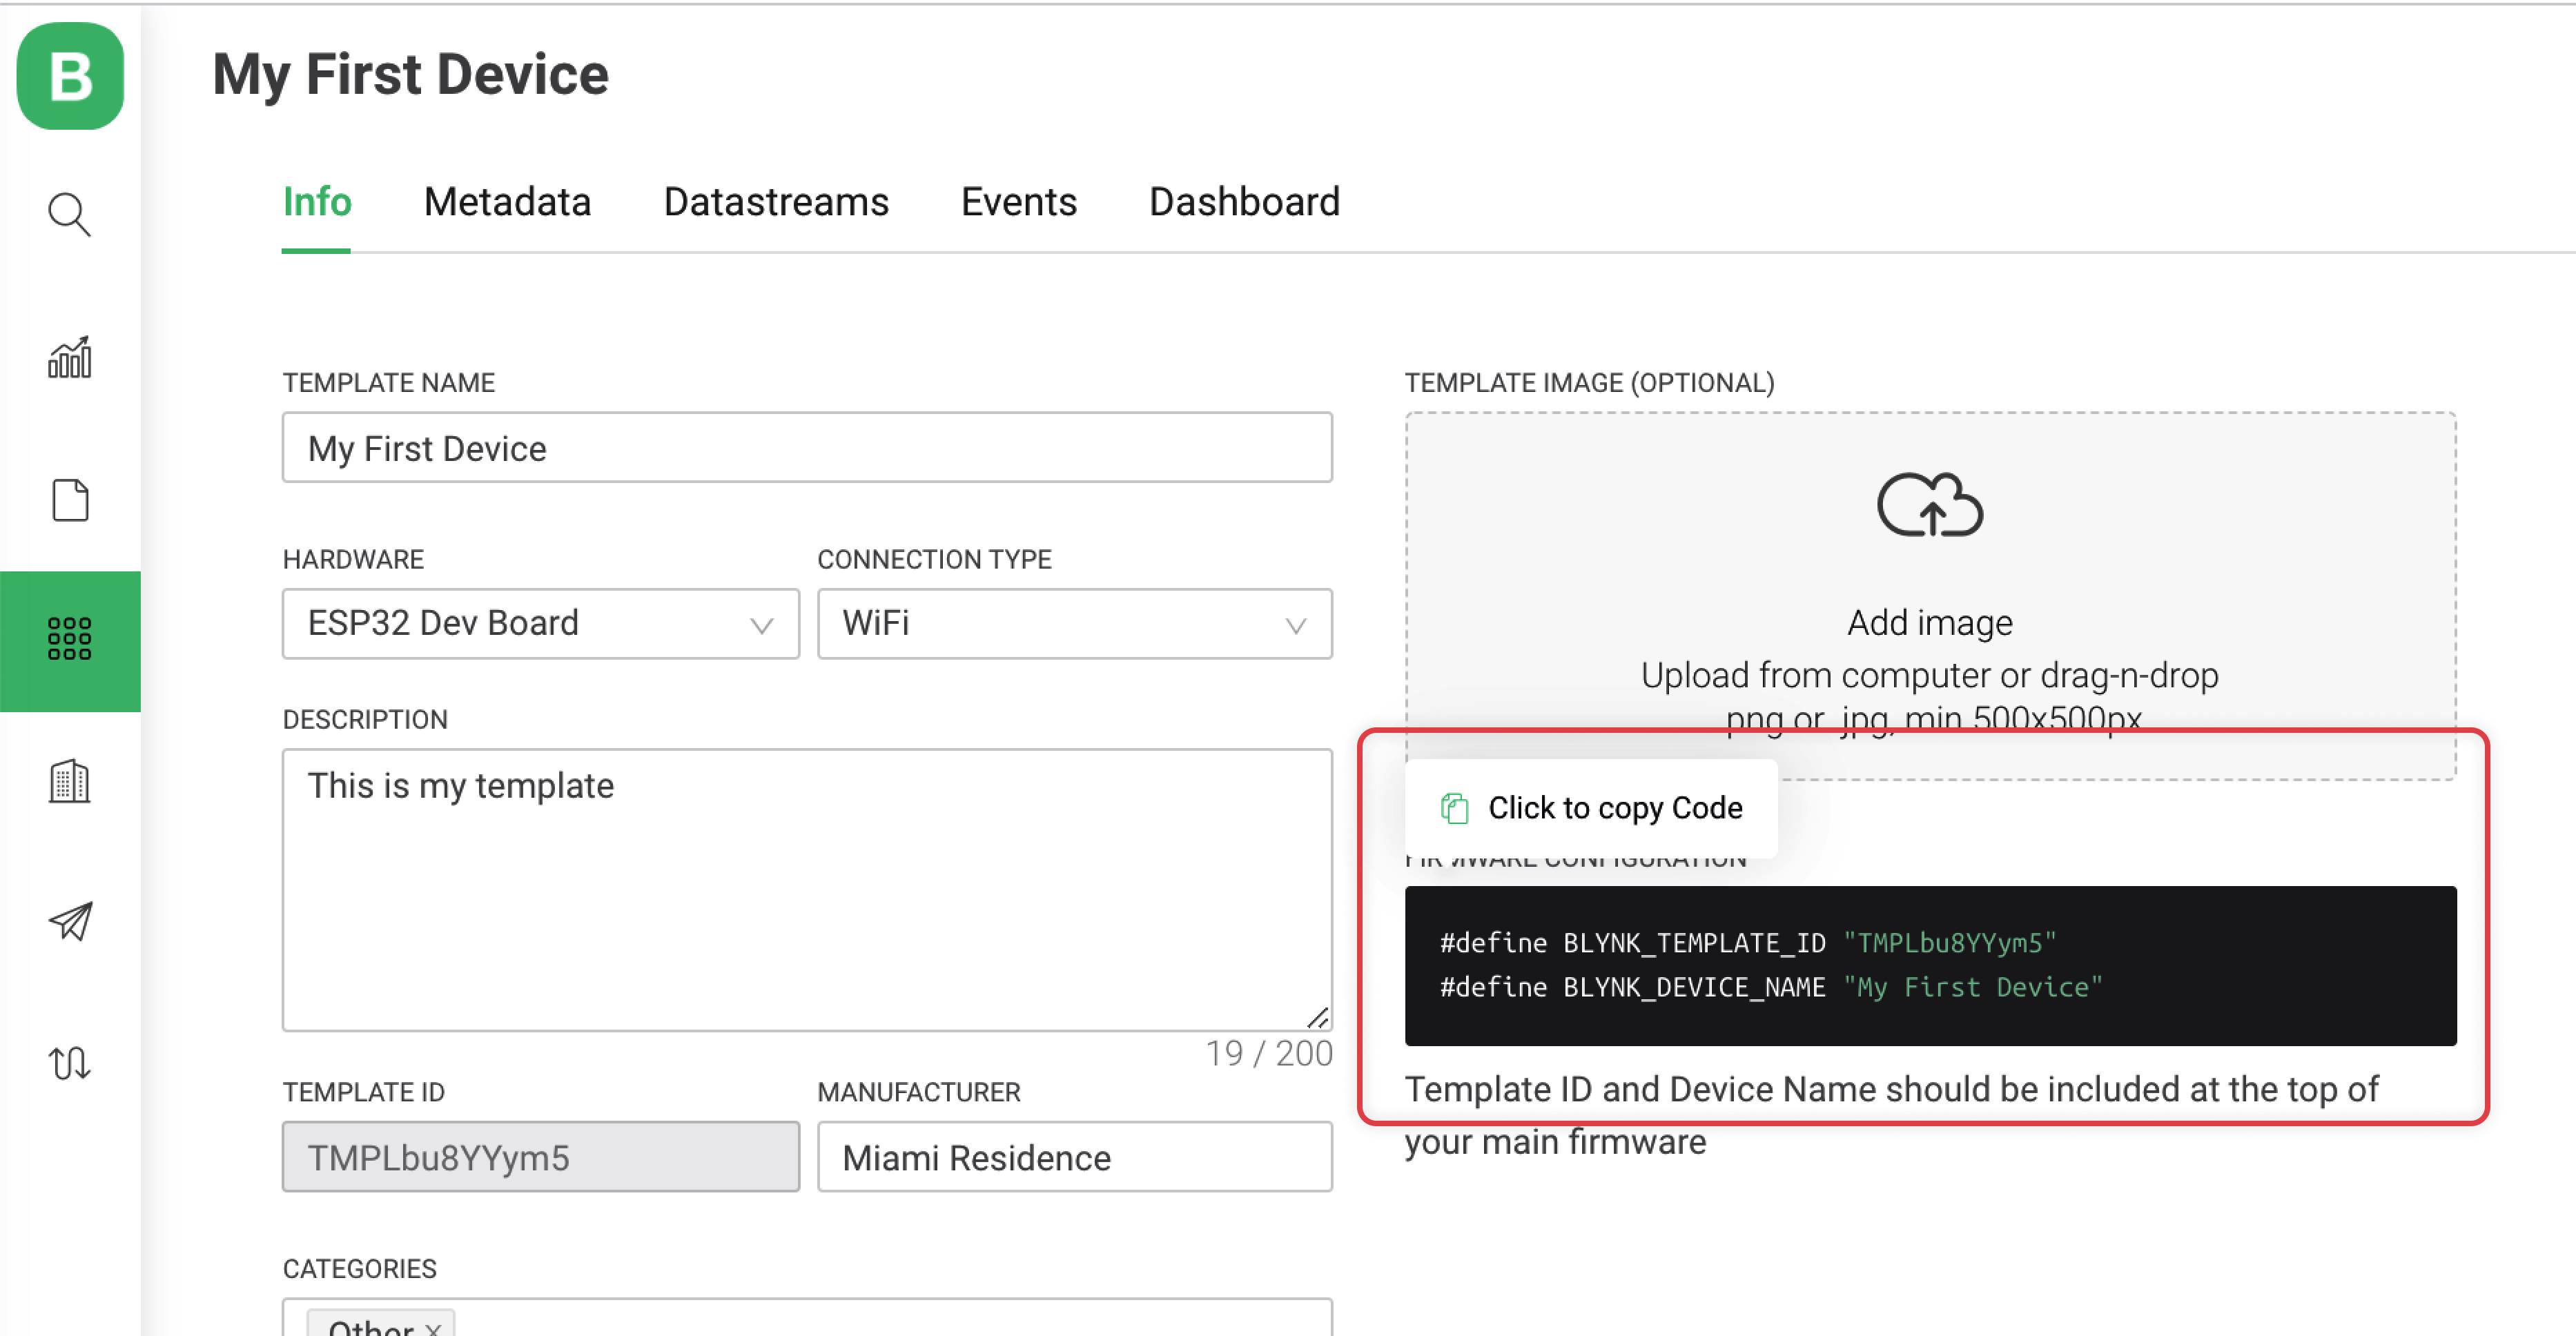 B
My First Device
Info Metadata Datastreams Events Dashboard
TEMPLATE NAME
My First Device
HARDWARE
ESP32 Dev Board
CONNECTION TYPE
WiFi
DESCRIPTION
This is my template
19 / 200
TEMPLATE ID
TMPLbu8YYym5
MANUFACTURER
Miami Residence
CATEGORIES
Other ×
TEMPLATE IMAGE (OPTIONAL)
Add image
Upload from computer or drag-n-drop
png or .jpg, min 500x500px
Click to copy Code
FIRMWARE CONFIGURATION
#define BLYNK_TEMPLATE_ID "TMPLbu8YYym5"
#define BLYNK_DEVICE_NAME "My First Device"
Template ID and Device Name should be included at the top of
your main firmware